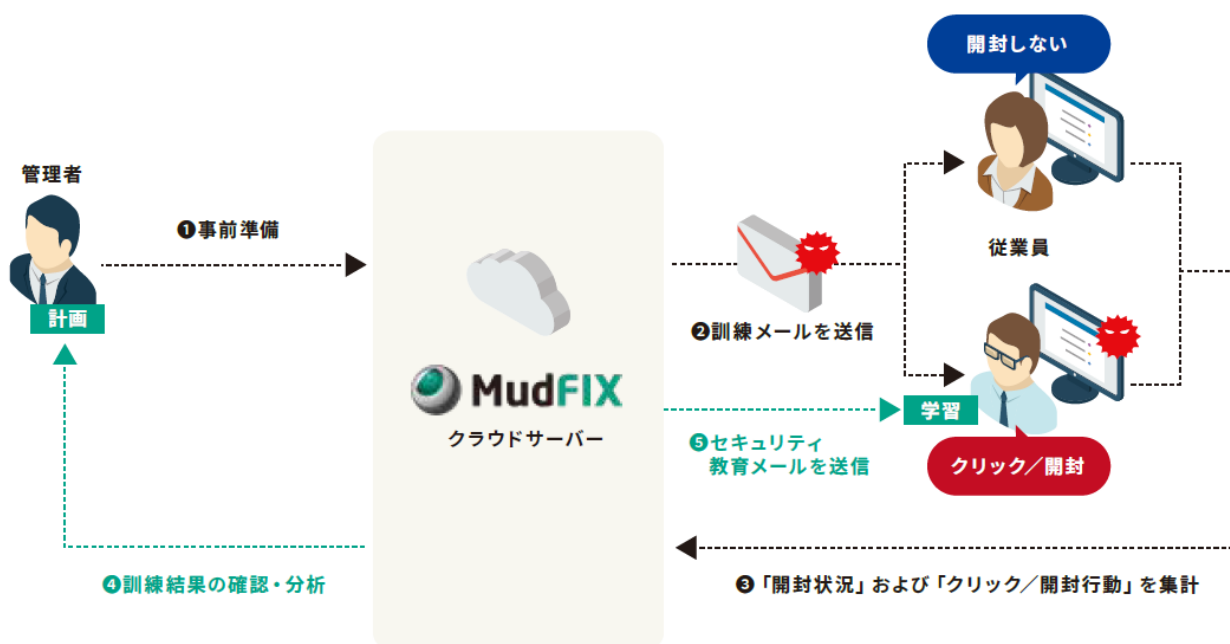 開封しない
管理者
❶事前準備
計画
従業員
❷訓練メールを送信
MudFIX
クラウドサーバー
学習
❺セキュリティ
教育メールを送信
クリック／開封
❹訓練結果の確認・分析
❸「開封状況」および「クリック／開封行動」を集計